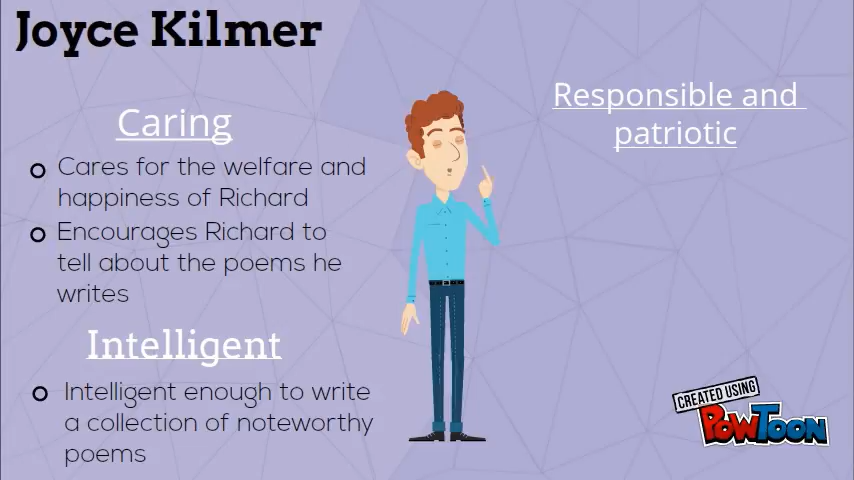 Joyce Kilmer
Caring
Cares for the welfare and
happiness of Richard
Encourages Richard to
tell about the poems he
writes
Intelligent
Intelligent enough to write
a collection of noteworthy
poems
Responsible and
patriotic
CREATED USING
POWTOON